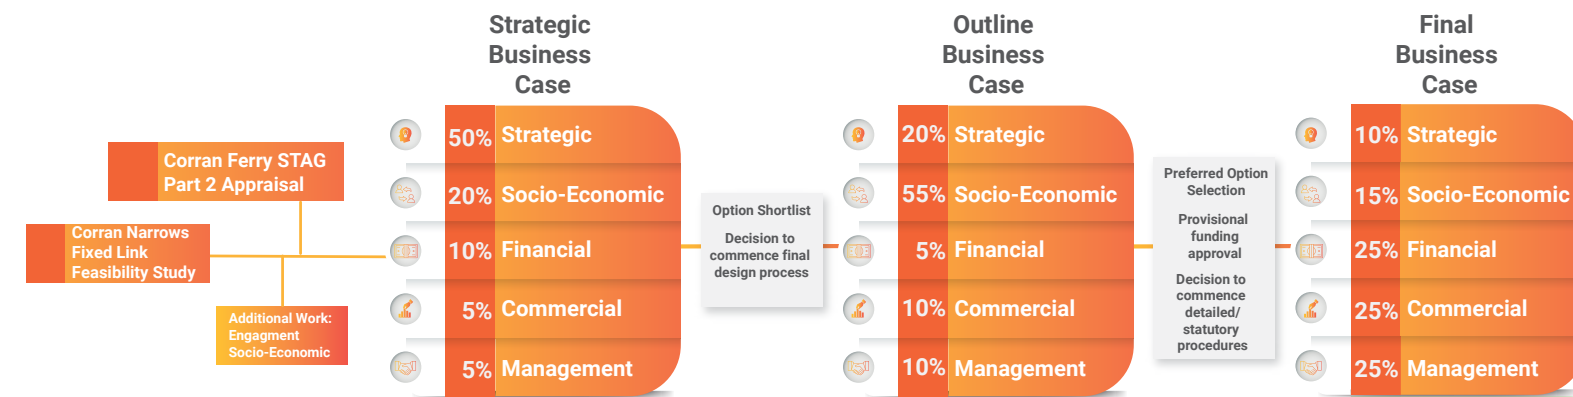 Corran Ferry STAG
Part 2 Appraisal
Corran Narrows
Fixed Link
Feasibility Study
Additional Work:
Engagment
Socio-Economic
Strategic
Business
Case
50% Strategic
20% Socio-Economic
10% Financial
5% Commercial
5% Management
Option Shortlist
Decision to
commence final
design process
Outline
Business
Case
20% Strategic
55% Socio-Economic
5% Financial
10% Commercial
10% Management
Preferred Option
Selection
Provisional
funding
approval
Decision to
commence
detailed/
statutory
procedures
Final
Business
Case
10% Strategic
15% Socio-Economic
25% Financial
25% Commercial
25% Management